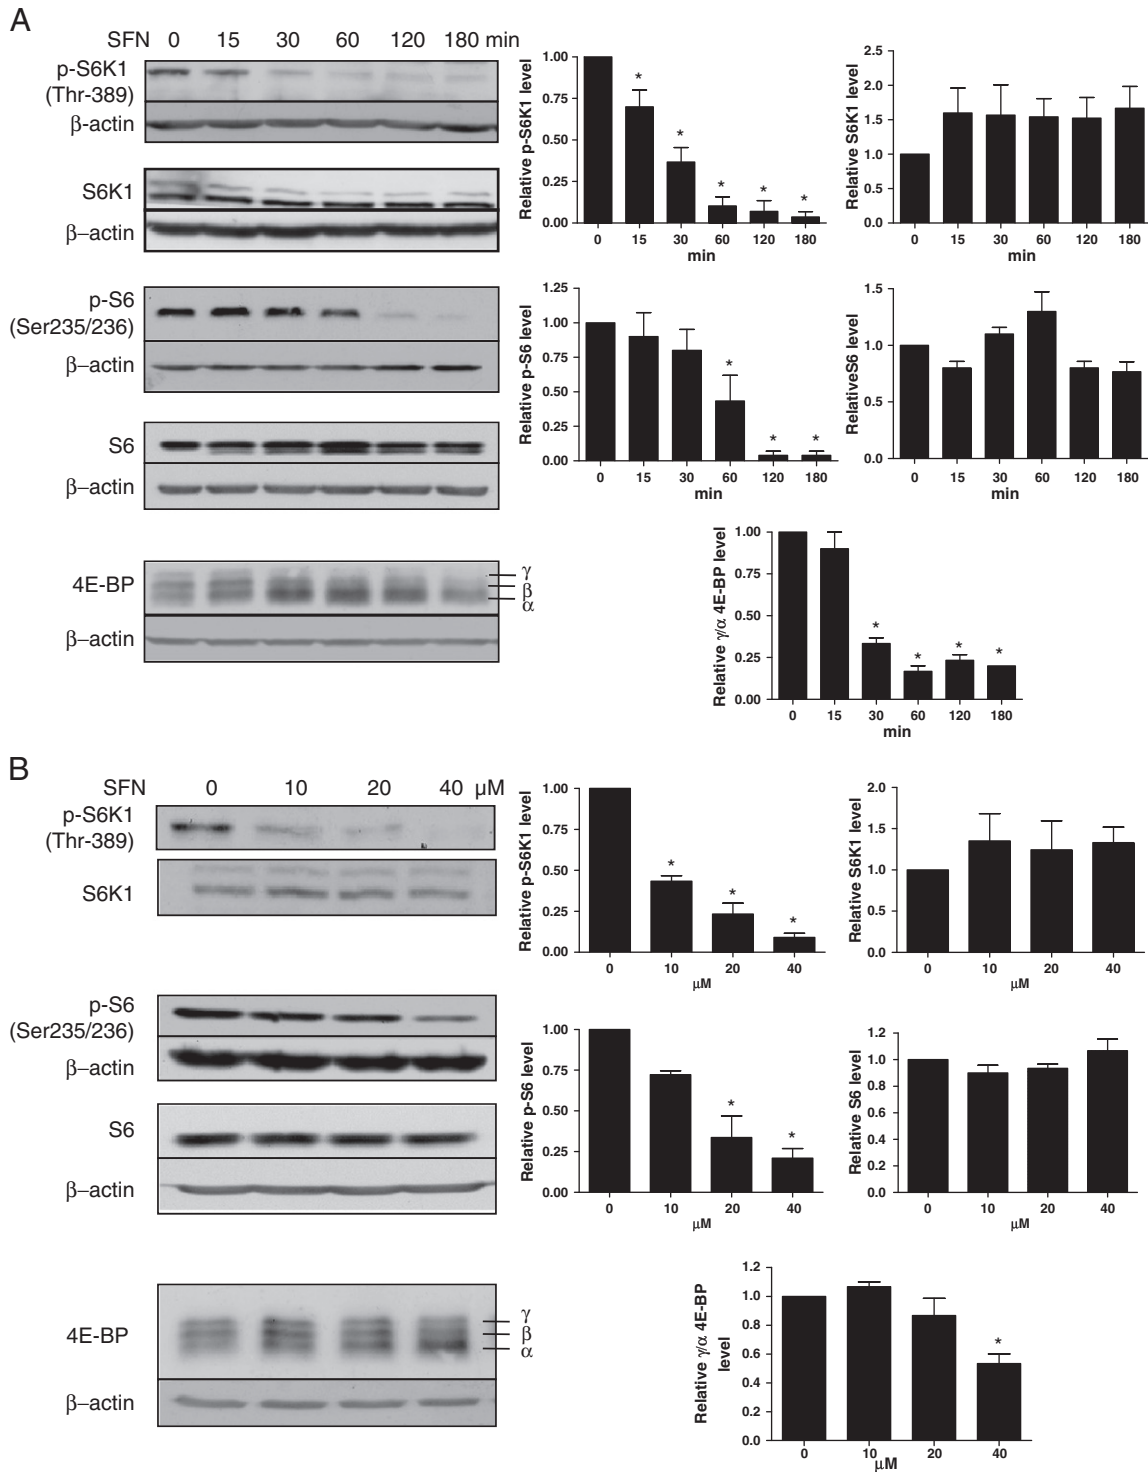 A
SFN 0 15 30 60 120 180 min
p-S6K1
(Thr-389)
β-actin
S6K1
β–actin
p-S6
(Ser235/236)
β–actin
S6
β–actin
4E-BP
γ
β
α
β–actin
Relative p-S6K1 level
1.00
0.75
0.50
0.25
0.00
* * * * *
0 15 30 60 120 180
min
Relative S6K1 level
2.5
2.0
1.5
1.0
0.5
0.0
0 15 30 60 120 180
min
Relative p-S6 level
1.25
1.00
0.75
0.50
0.25
0.00
* * *
0 15 30 60 120 180
min
RelativeS6 level
1.5
1.0
0.5
0.0
0 15 30 60 120 180
min
Relative γ/α 4E-BP level
1.00
0.75
0.50
0.25
0.00
* * * *
0 15 30 60 120 180
min
B
SFN 0 10 20 40 μM
p-S6K1
(Thr-389)
S6K1
p-S6
(Ser235/236)
β–actin
S6
β–actin
4E-BP
γ
β
α
β–actin
Relative p-S6K1 level
1.00
0.75
0.50
0.25
0.00
* * *
0 10 20 40
μM
Relative S6K1 level
2.0
1.5
1.0
0.5
0.0
0 10 20 40
μM
Relative p-S6 level
1.00
0.75
0.50
0.25
0.00
* *
0 10 20 40
μM
Relative S6 level
1.2
1.0
0.8
0.6
0.4
0.2
0.0
0 10 20 40
μM
Relative γ/α 4E-BP
level
1.2
1.0
0.8
0.6
0.4
0.2
0.0
*
0 10 20 40
μM